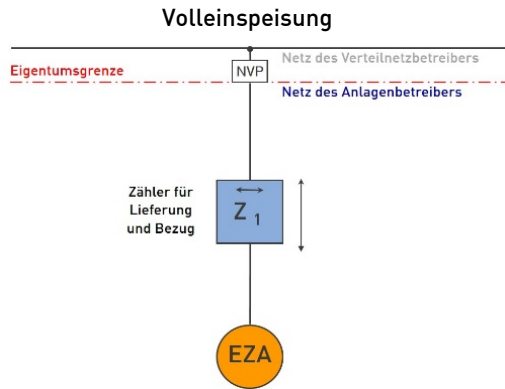 Volleinspeisung
Netz des Verteilnetzbetreibers
NVP
Eigentumsgrenze
Netz des Anlagenbetreibers
Zähler für
Lieferung
und Bezug
Z 1
EZA